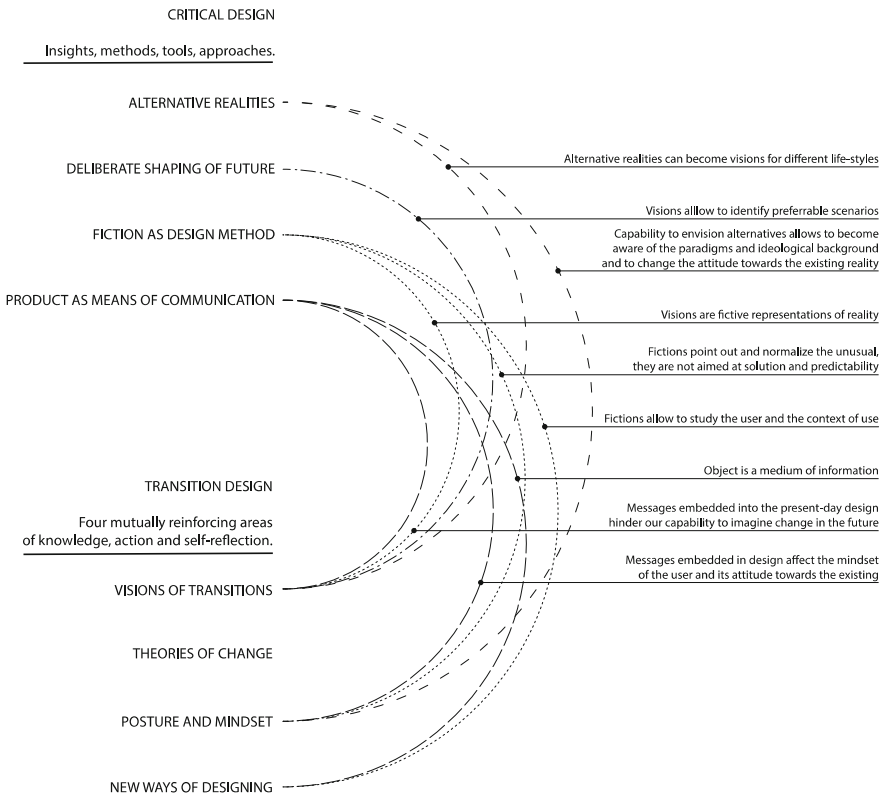 CRITICAL DESIGN
Insights, methods, tools, approaches.
ALTERNATIVE REALITIES
DELIBERATE SHAPING OF FUTURE
FICTION AS DESIGN METHOD
PRODUCT AS MEANS OF COMMUNICATION
TRANSITION DESIGN
Four mutually reinforcing areas
of knowledge, action and self-reflection.
VISIONS OF TRANSITIONS
THEORIES OF CHANGE
POSTURE AND MINDSET
NEW WAYS OF DESIGNING
Alternative realities can become visions for different life-styles
Visions alllow to identify preferrable scenarios
Capability to envision alternatives allows to become
aware of the paradigms and ideological background
and to change the attitude towards the existing reality
Visions are fictive representations of reality
Fictions point out and normalize the unusual,
they are not aimed at solution and predictability
Fictions allow to study the user and the context of use
Object is a medium of information
Messages embedded into the present-day design
hinder our capability to imagine change in the future
Messages embedded in design affect the mindset
of the user and its attitude towards the existing